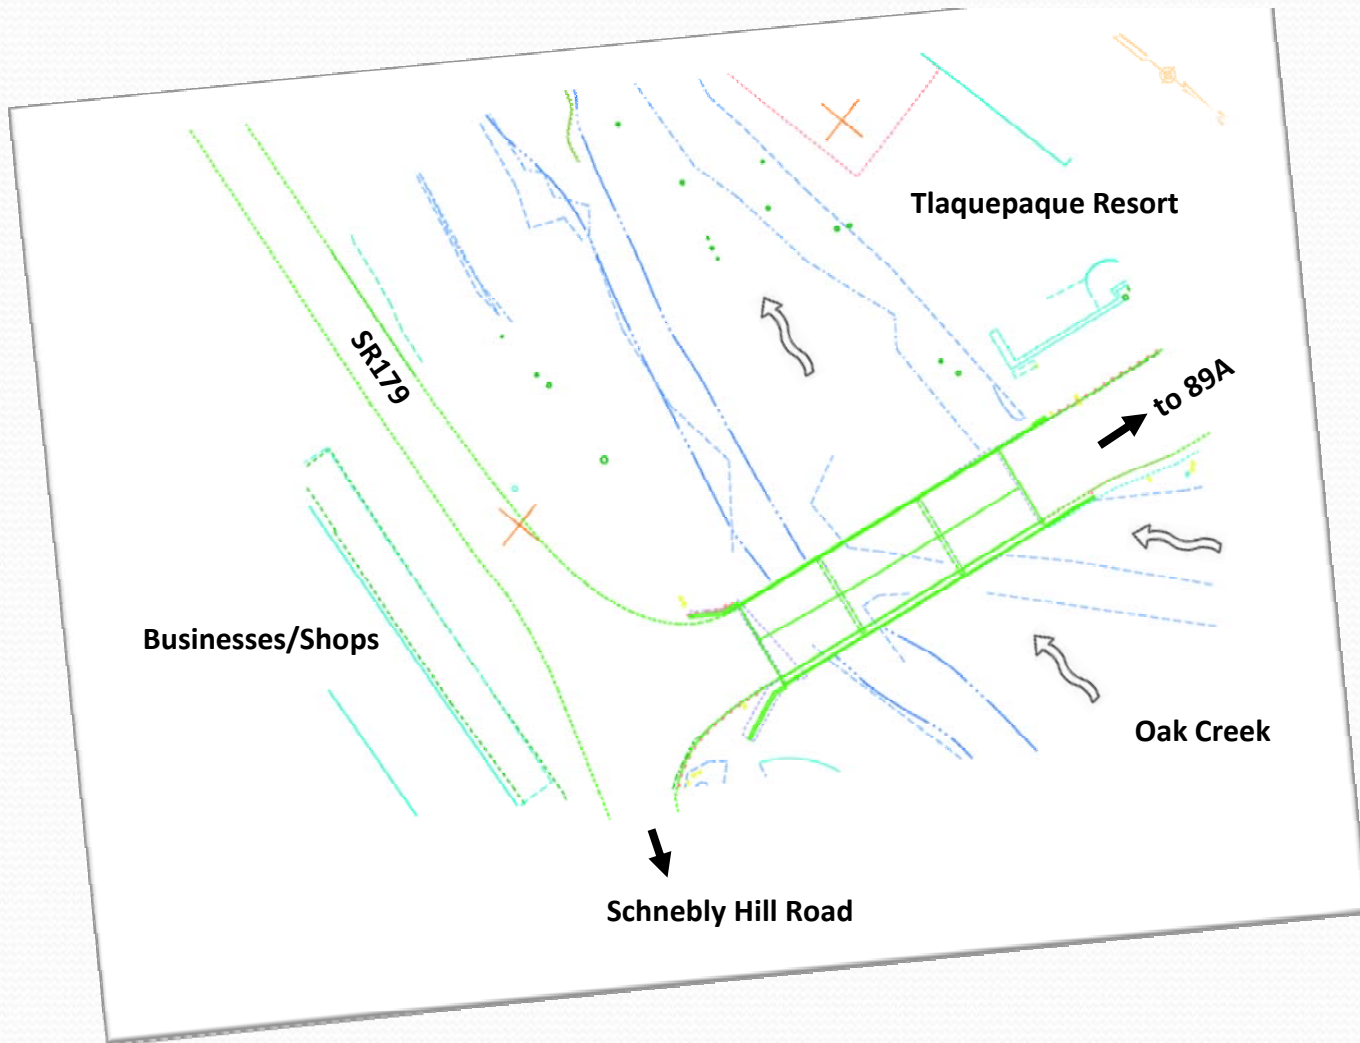 Tlaquepaque Resort
SR179
to 89A
Businesses/Shops
Oak Creek
Schnebly Hill Road